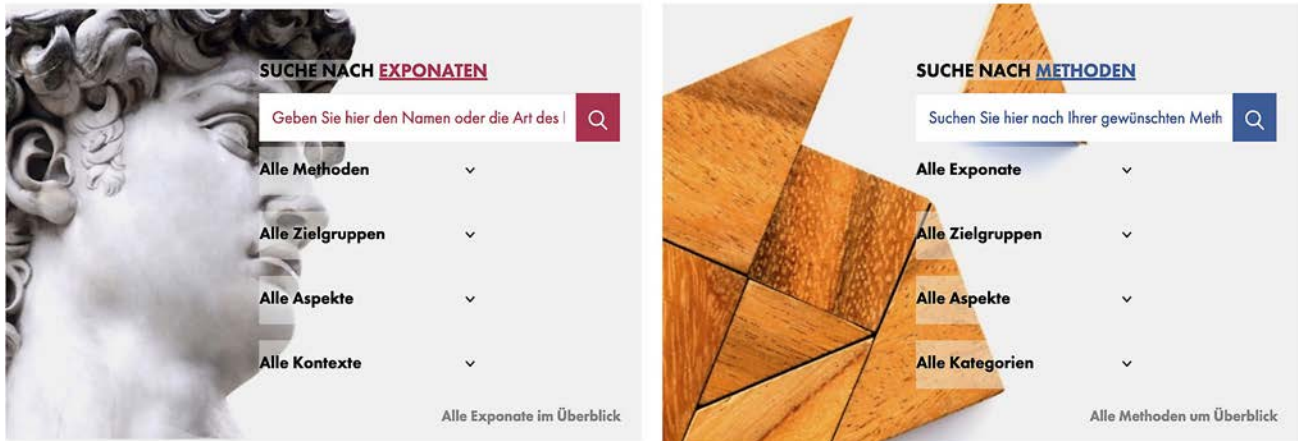 SUCHE NACH EXPONATEN
Geben Sie hier den Namen oder die Art des
Alle Methoden
Alle Zielgruppen
Alle Aspekte
Alle Kontexte
Alle Exponate im Überblick
SUCHE NACH METHODEN
Suchen Sie hier nach Ihrer gewünschten Meth
Alle Exponate
Alle Zielgruppen
Alle Aspekte
Alle Kategorien
Alle Methoden um Überblick